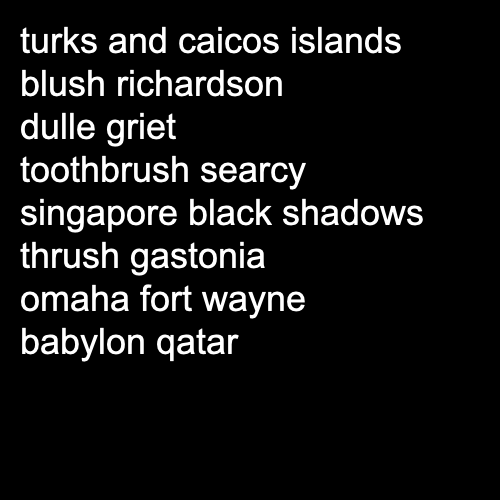 turks and caicos islands
blush richardson
dulle griet
toothbrush searcy
singapore black shadows
thrush gastonia
omaha fort wayne
babylon qatar